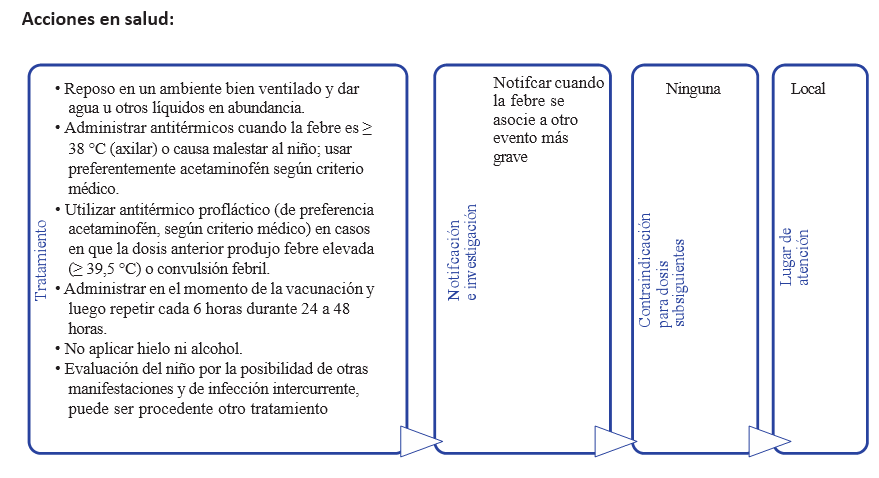 Acciones en salud:
Tratamiento
• Reposo en un ambiente bien ventilado y dar
agua u otros líquidos en abundancia.
• Administrar antitérmicos cuando la febre es ≥
38 °C (axilar) o causa malestar al niño; usar
preferentemente acetaminofén según criterio
médico.
• Utilizar antitérmico profláctico (de preferencia
acetaminofén, según criterio médico) en casos
en que la dosis anterior produjo febre elevada
(≥ 39,5 °C) o convulsión febril.
• Administrar en el momento de la vacunación y
luego repetir cada 6 horas durante 24 a 48
horas.
• No aplicar hielo ni alcohol.
• Evaluación del niño por la posibilidad de otras
manifestaciones y de infección intercurrente,
puede ser procedente otro tratamiento
Notifcación
e investigación
Notifcar cuando
la febre se
asocie a otro
evento más
grave
Contraindicación
para dosis
subsiguientes
Ninguna
Lugar de
atención
Local